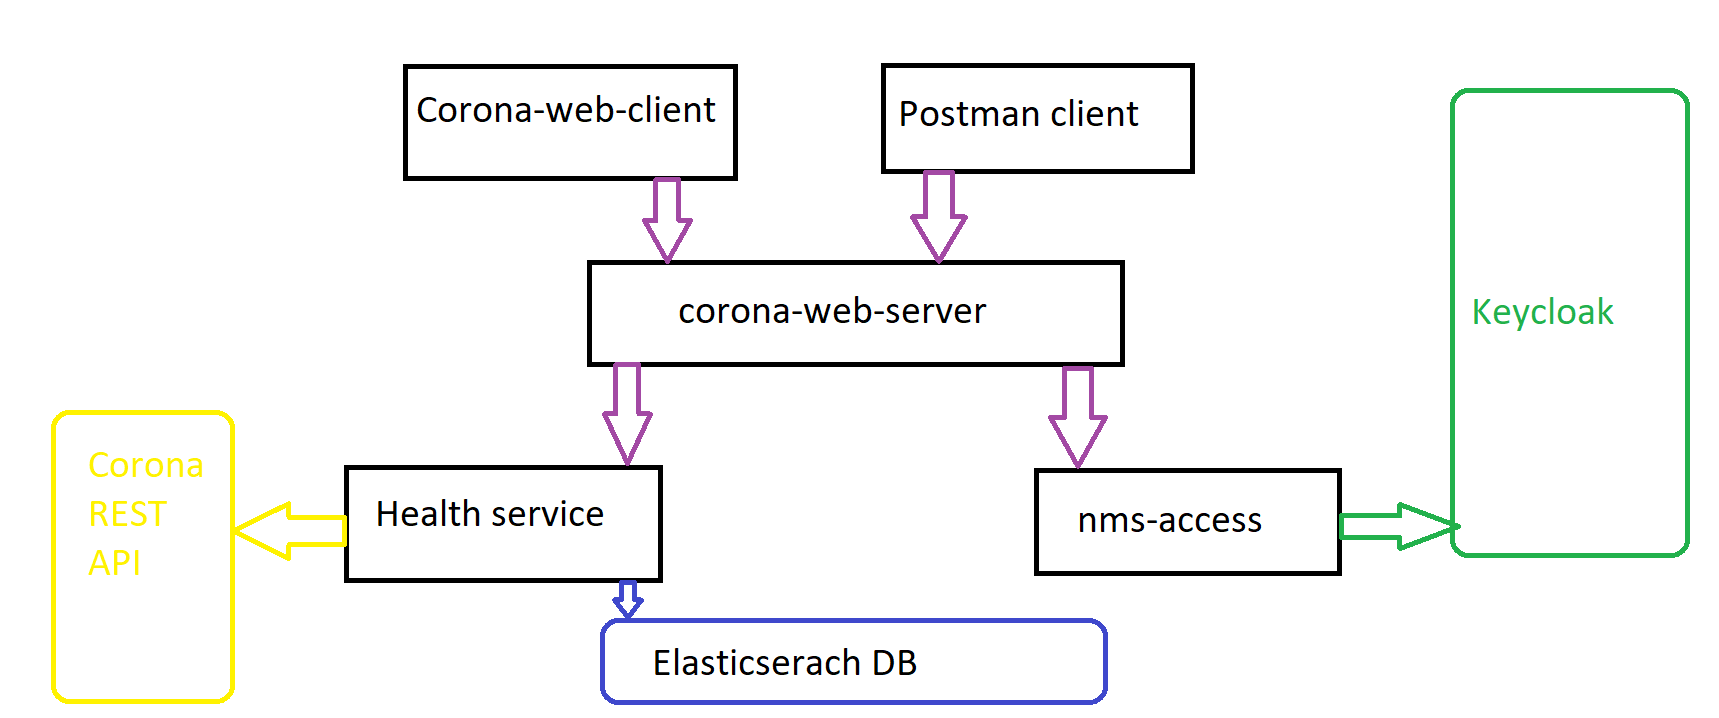 Corona-web-client
Postman client
corona-web-server
Keycloak
Corona
REST
API
Health service
nms-access
Elasticserach DB